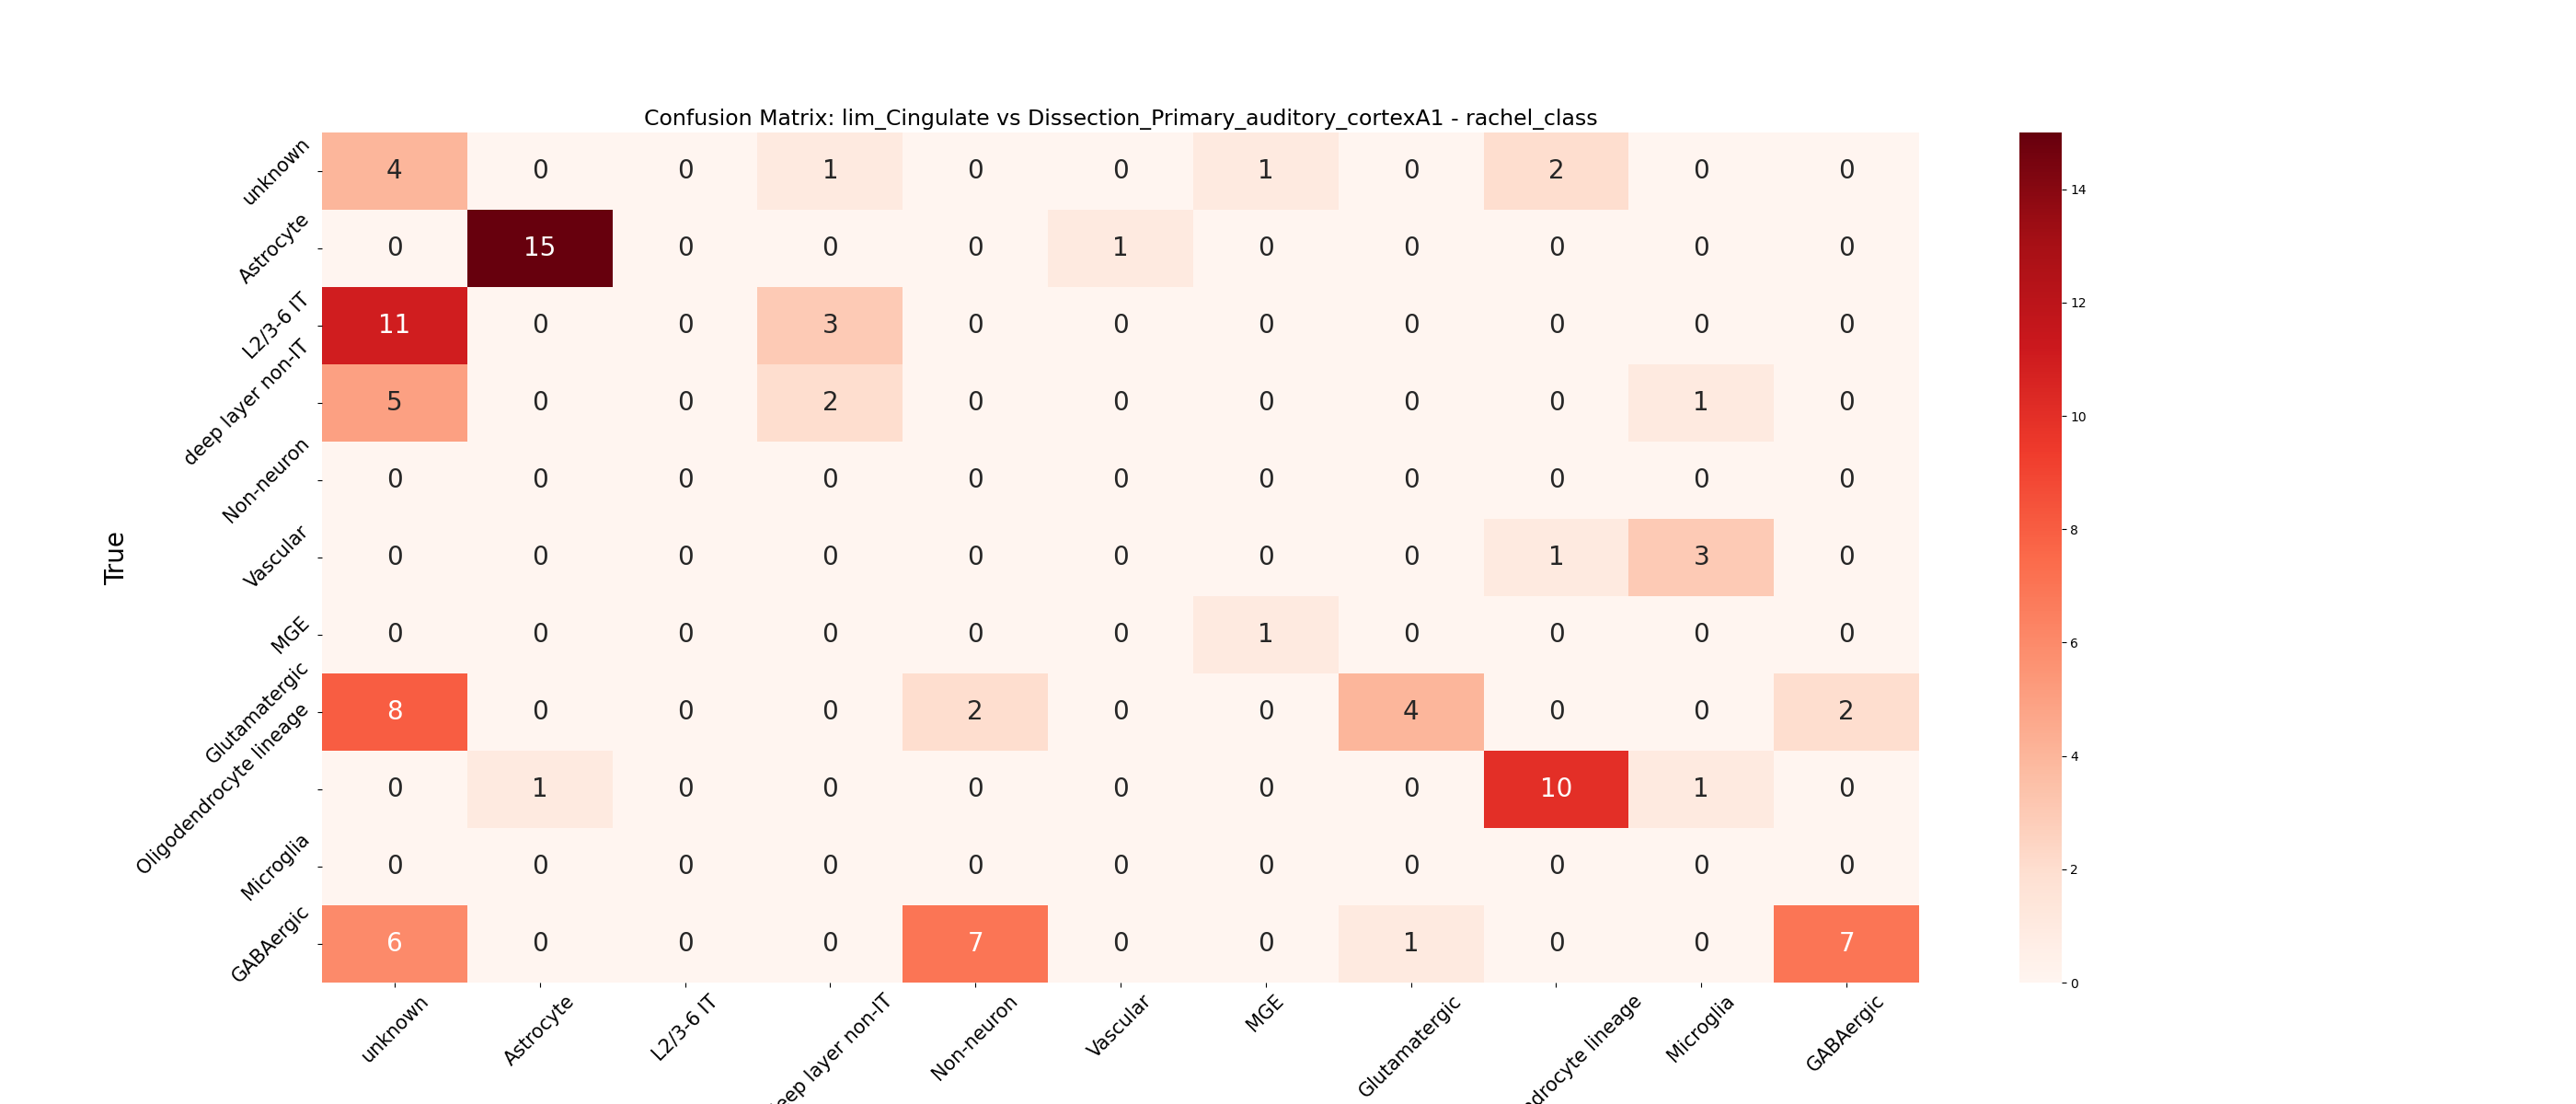 Confusion Matrix: lim_Cingulate vs Dissection_Primary_auditory_cortexA1 - rachel_class
True
unknown 4 0 0 1 0 0 1 0 2 0 0
Astrocyte 0 15 0 0 0 1 0 0 0 0 0
L2/3-6 IT 11 0 0 3 0 0 0 0 0 0 0
deep layer non-IT 5 0 0 2 0 0 0 0 0 1 0
Non-neuron 0 0 0 0 0 0 0 0 0 0 0
Vascular 0 0 0 0 0 0 0 0 1 3 0
MGE 0 0 0 0 0 0 1 0 0 0 0
Glutamatergic 8 0 0 0 2 0 0 4 0 0 2
Oligodendrocyte lineage 0 1 0 0 0 0 0 0 10 1 0
Microglia 0 0 0 0 0 0 0 0 0 0 0
GABAergic 6 0 0 0 7 0 0 1 0 0 7
unknown Astrocyte L2/3-6 IT eep layer non-IT Non-neuron Vascular MGE Glutamatergic drocyte lineage Microglia GABAergic
14
12
10
8
6
4
2
0